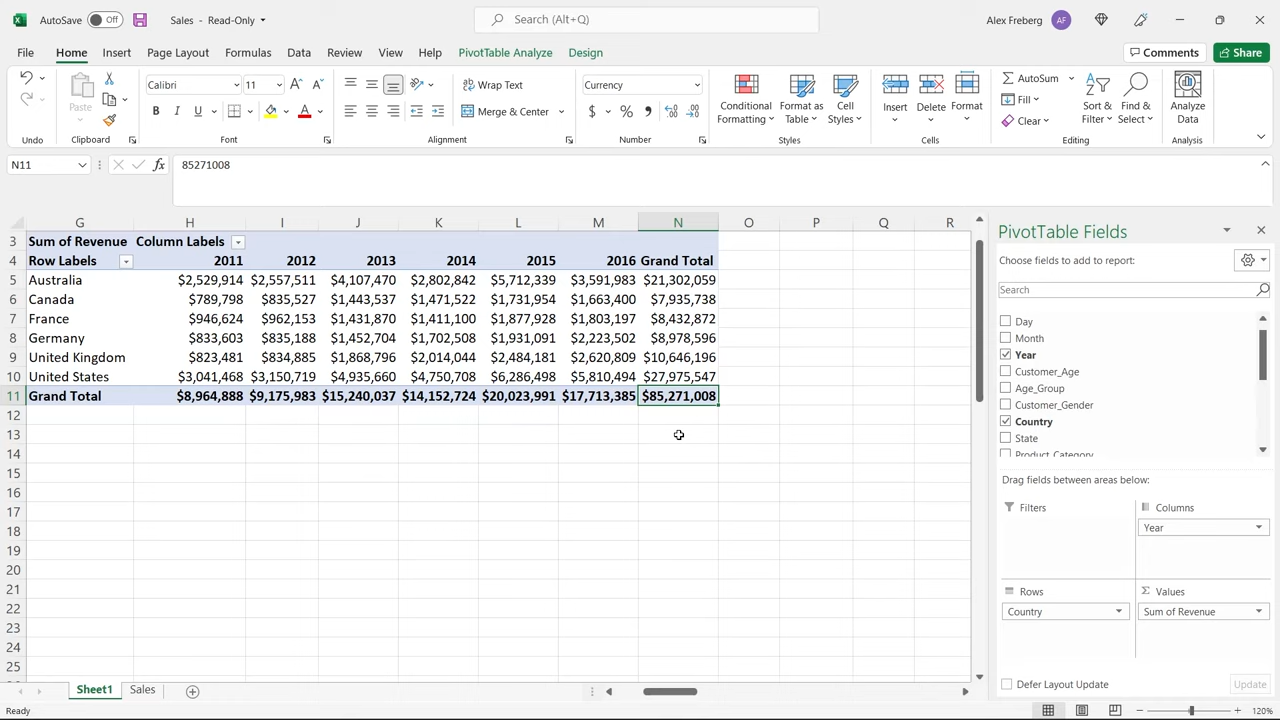 AutoSave Off Sales - Read-Only Search (Alt+Q) Alex Freberg AF
File Home Insert Page Layout Formulas Data Review View Help PivotTable Analyze Design Comments Share
Paste Calibri 11 Wrap Text Currency Conditional Formatting Format as Table Cell Styles Insert Delete Format AutoSum Sort & Filter Find & Select Analyze Data
B I U A Merge & Center $ % Fill
Clear
Undo Clipboard Font Alignment Number Styles Cells Editing Analysis
N11 fx 85271008
G H I J K L M N O P Q R
3 Sum of Revenue Column Labels
4 Row Labels 2011 2012 2013 2014 2015 2016 Grand Total
5 Australia $2,529,914 $2,557,511 $4,107,470 $2,802,842 $5,712,339 $3,591,983 $21,302,059
6 Canada $789,798 $835,527 $1,443,537 $1,471,522 $1,731,954 $1,663,400 $7,935,738
7 France $946,624 $962,153 $1,431,870 $1,411,100 $1,877,928 $1,803,197 $8,432,872
8 Germany $833,603 $835,188 $1,452,704 $1,702,508 $1,931,091 $2,223,502 $8,978,596
9 United Kingdom $823,481 $834,885 $1,868,796 $2,014,044 $2,484,181 $2,620,809 $10,646,196
10 United States $3,041,468 $3,150,719 $4,935,660 $4,750,708 $6,286,498 $5,810,494 $27,975,547
11 Grand Total $8,964,888 $9,175,983 $15,240,037 $14,152,724 $20,023,991 $17,713,385 $85,271,008
12
13
14
15
16
17
18
19
20
21
22
23
24
25
PivotTable Fields
Choose fields to add to report:
Search
Day
Month
Year
Customer_Age
Age_Group
Customer_Gender
Country
State
Product_Category
Drag fields between areas below:
Filters Columns
Year
Rows Values
Country Sum of Revenue
Defer Layout Update Update
Sheet1 Sales
Ready 120%